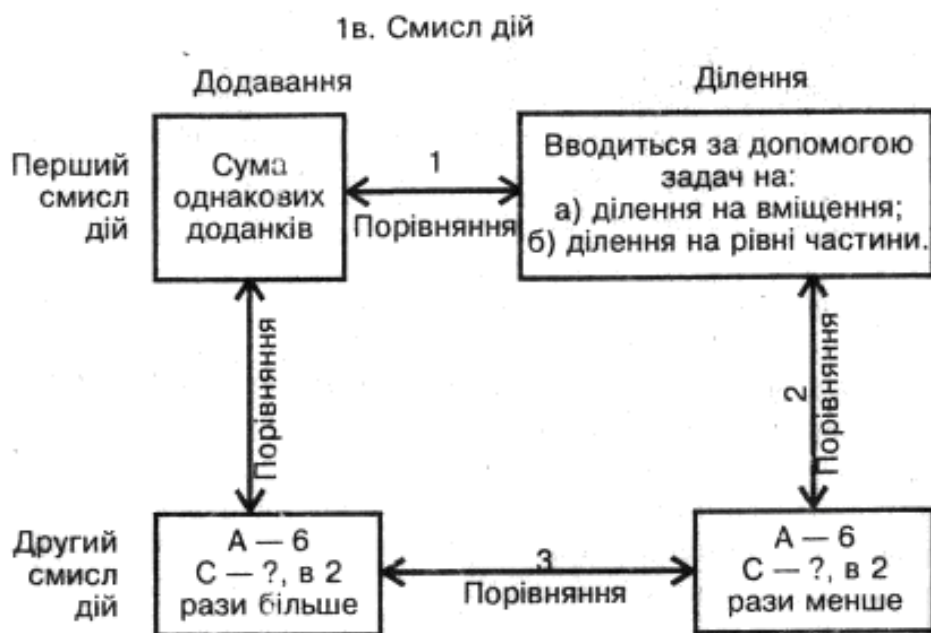 1в. Смисл дій
Додавання
Ділення
Перший
смисл
дій
Сума
однакових
доданків
1
Порівняння
Вводиться за допомогою
задач на:
а) ділення на вміщення;
б) ділення на рівні частини.
Порівняння
2
Порівняння
Другий
смисл
дій
А — 6
С — ?, в 2
рази більше
3
Порівняння
А — 6
С — ?, в 2
рази менше